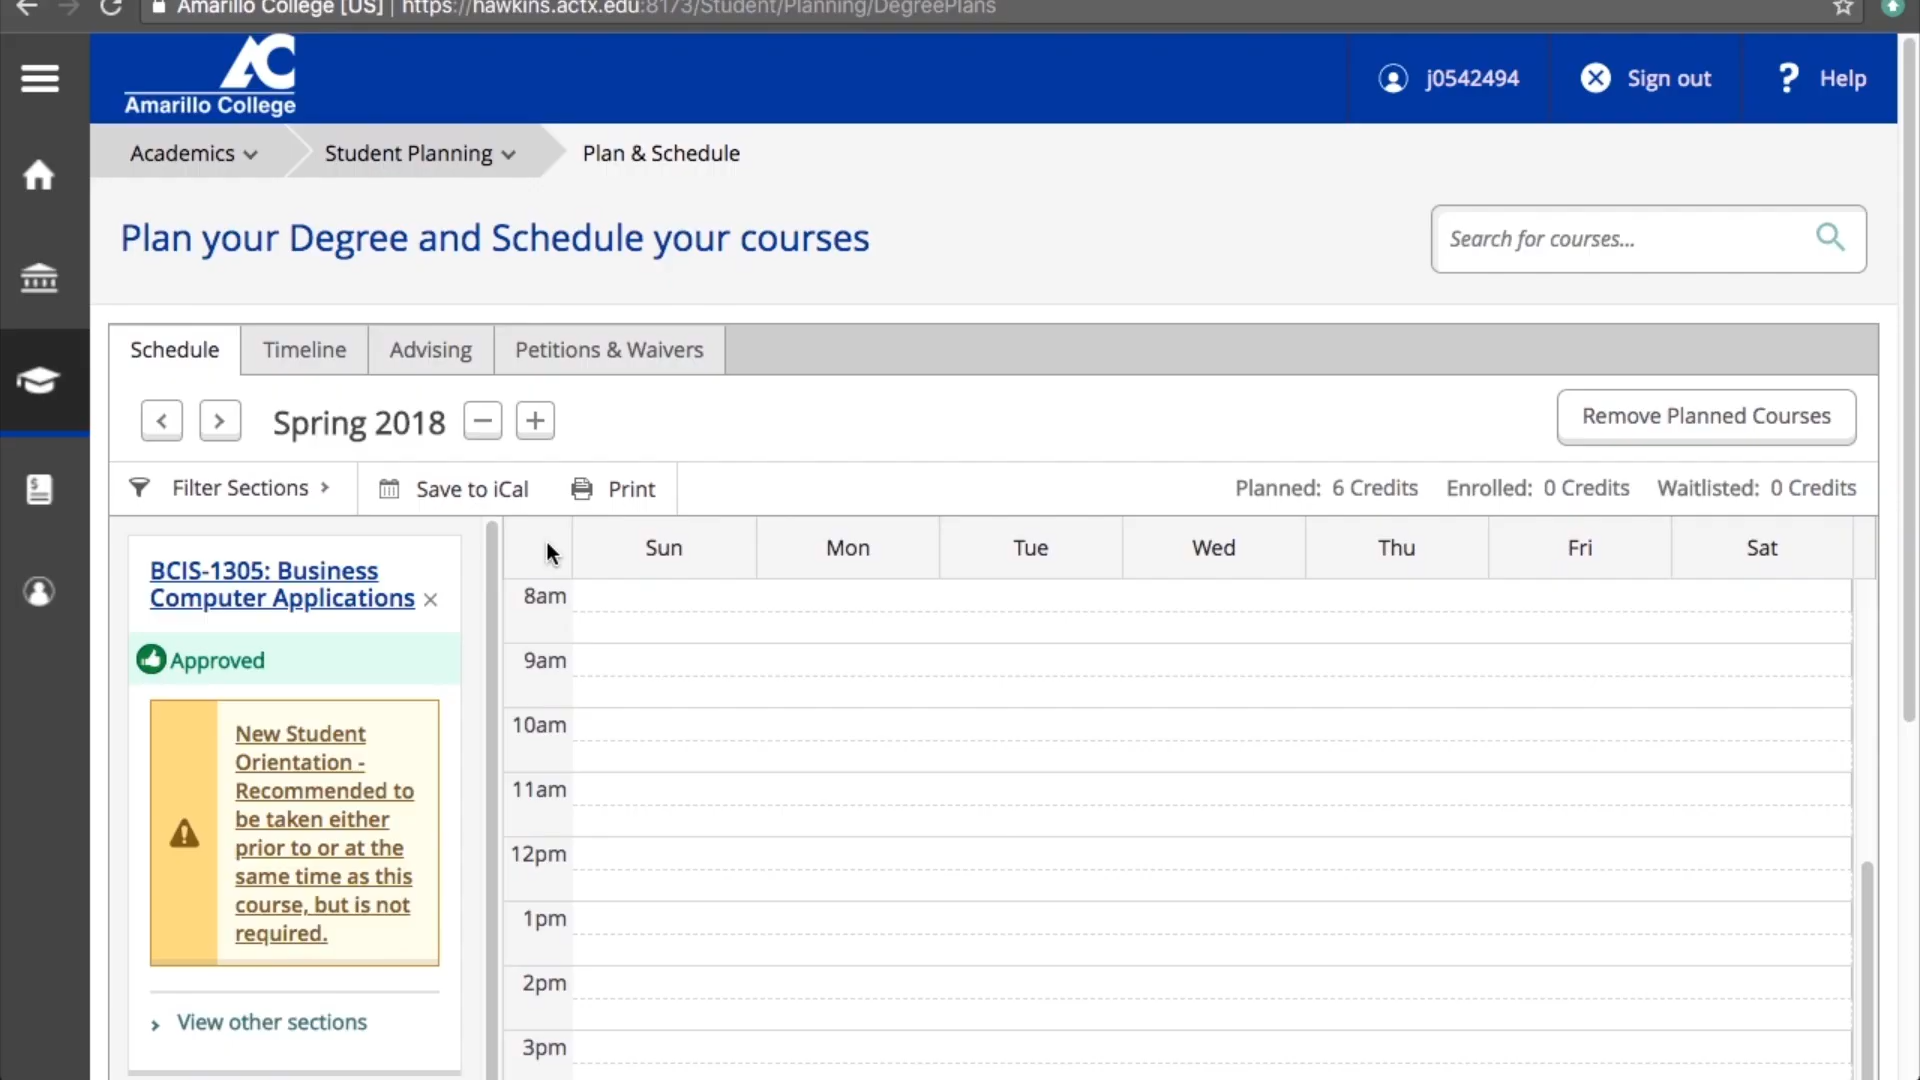 Amarillo College [US] | https://hawkins.actx.edu:8173/Student/Planning/DegreePlans
AC
Amarillo College
j0542494
Sign out
? Help
Academics
Student Planning
Plan & Schedule
Plan your Degree and Schedule your courses
Search for courses...
Schedule
Timeline
Advising
Petitions & Waivers
Spring 2018
Remove Planned Courses
Filter Sections
Save to iCal
Print
Planned: 6 Credits
Enrolled: 0 Credits
Waitlisted: 0 Credits
BCIS-1305: Business
Computer Applications
Approved
New Student
Orientation -
Recommended to
be taken either
prior to or at the
same time as this
course, but is not
required.
View other sections
Sun
Mon
Tue
Wed
Thu
Fri
Sat
8am
9am
10am
11am
12pm
1pm
2pm
3pm